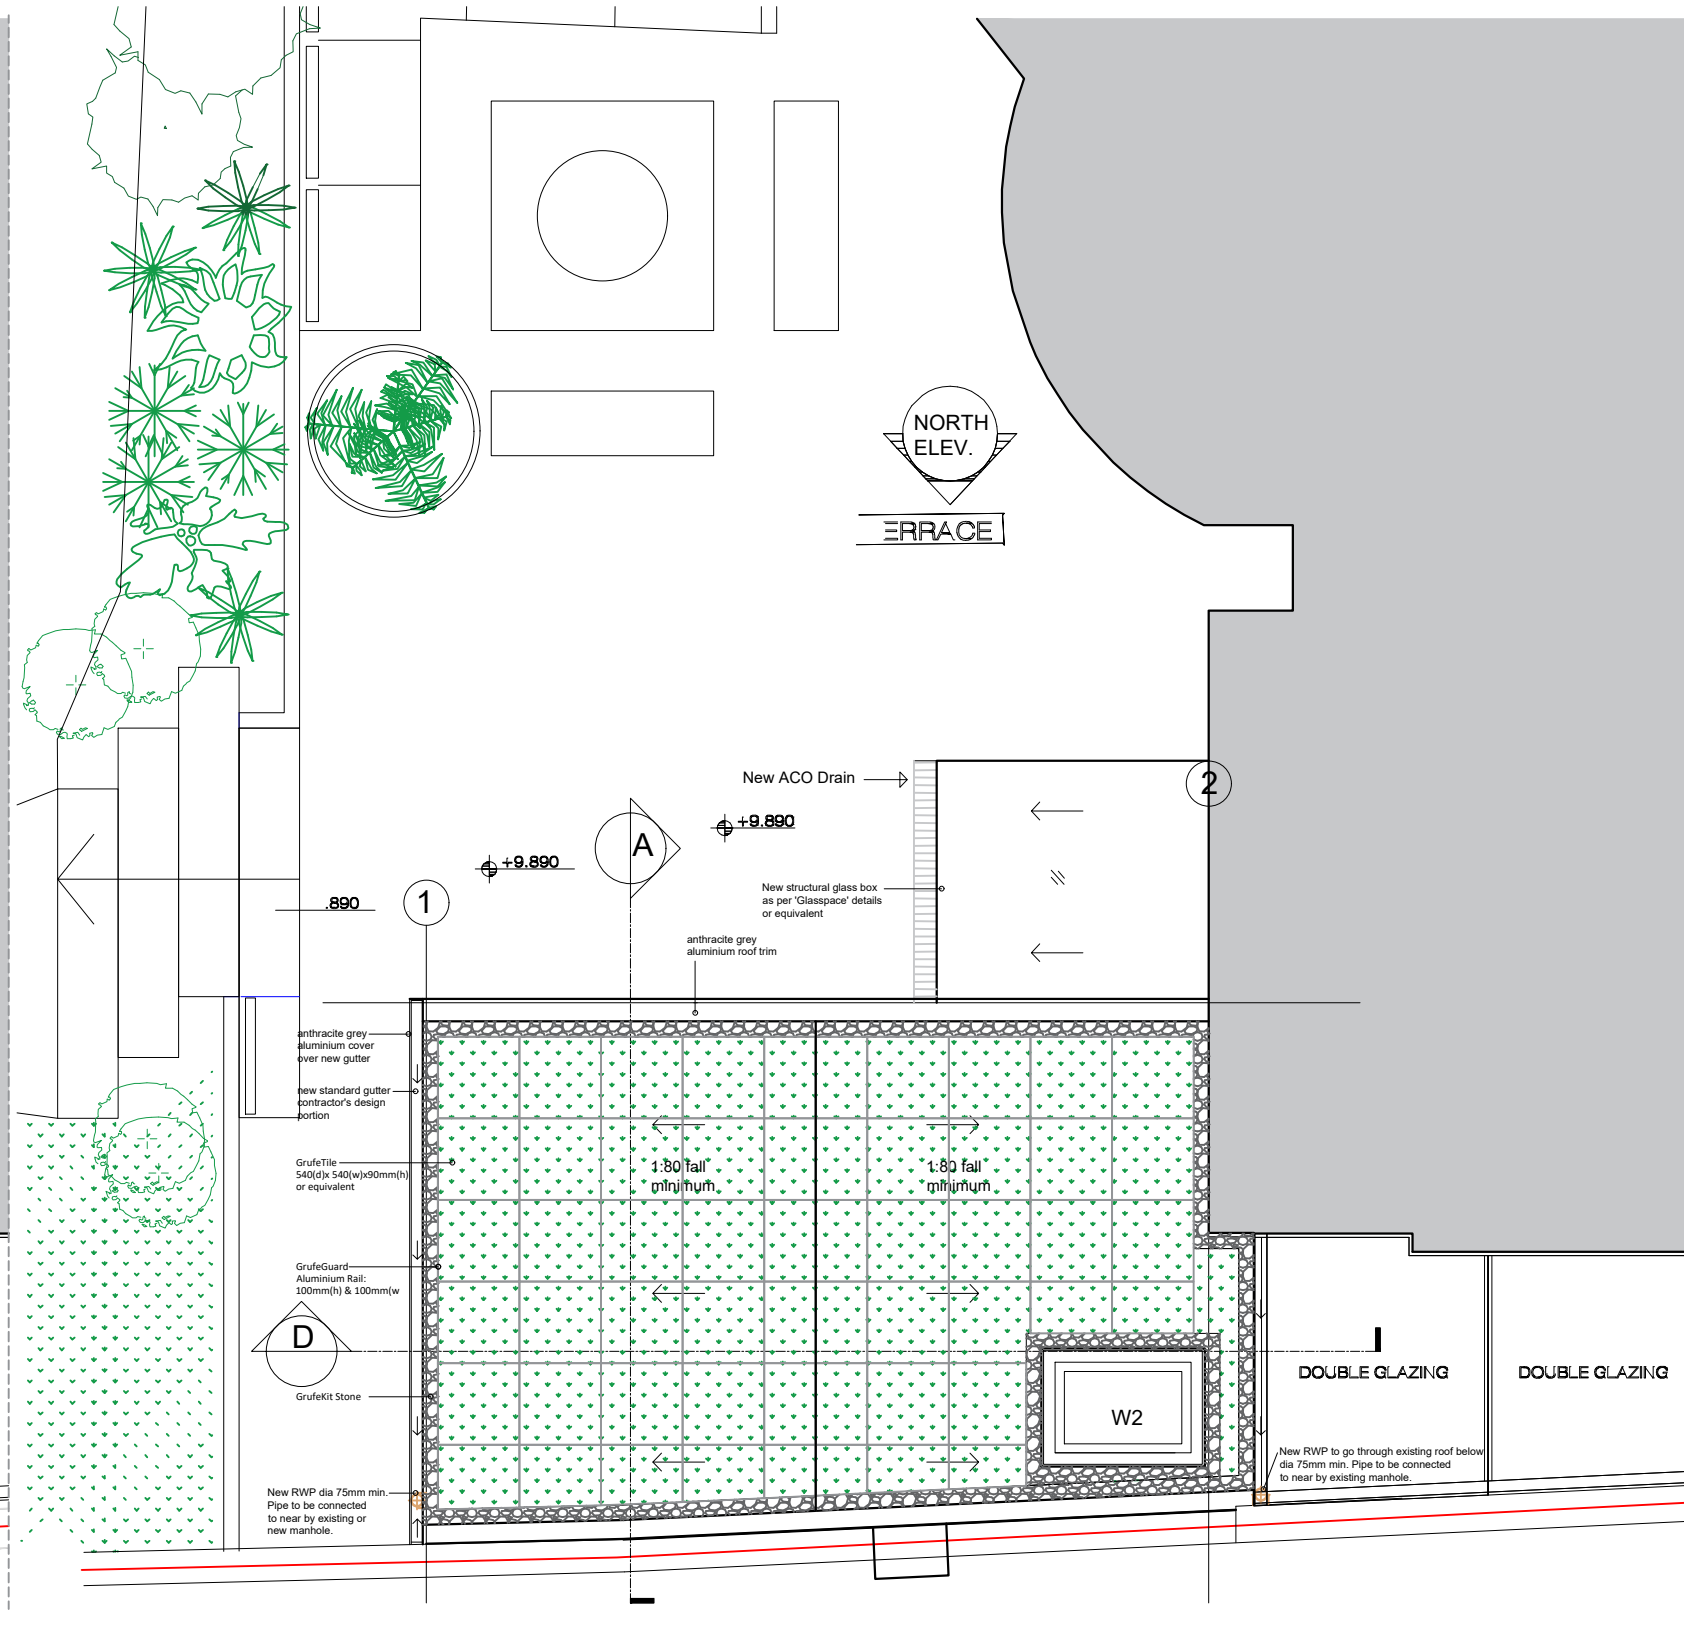 NORTH
ELEV.
ERRACE
New ACO Drain
2
+9.890
A
+9.890
New structural glass box
as per 'Glasspace' details
or equivalent
1
.890
anthracite grey
aluminium roof trim
anthracite grey
aluminium cover
over new gutter
new standard gutter
contractor's design
portion
GrufeTile
540(d)x 540(w)x90mm(h)
or equivalent
1:80 fall
minimum
1:80 fall
minimum
GrufeGuard
Aluminium Rail:
100mm(h) & 100mm(w
D
DOUBLE GLAZING
DOUBLE GLAZING
GrufeKit Stone
W2
New RWP to go through existing roof below
dia 75mm min. Pipe to be connected
to near by existing manhole.
New RWP dia 75mm min.
Pipe to be connected
to near by existing or
new manhole.